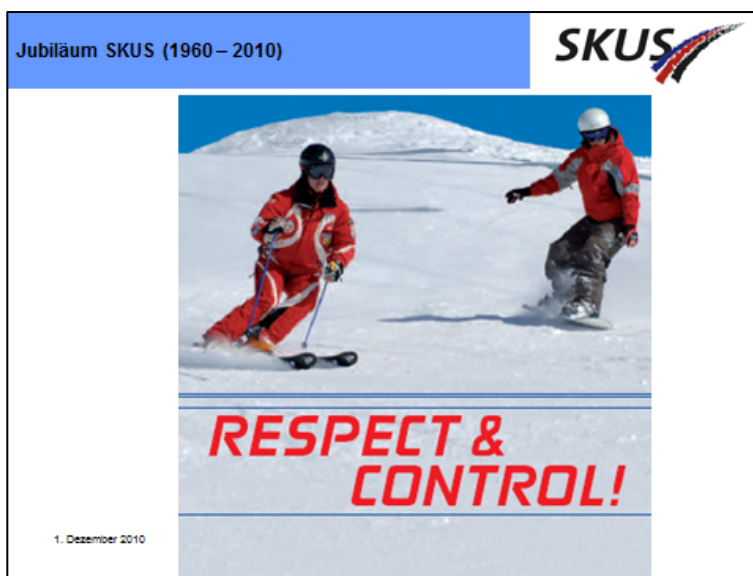 Jubiläum SKUS (1960 – 2010)
SKUS
RESPECT &
CONTROL!
1. Dezember 2010